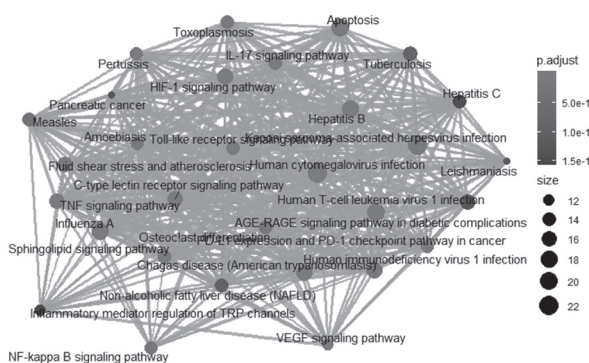 Apoptosis
Toxoplasmosis
IL-17 signaling pathway
Pertussis
Tuberculosis
HIF-1 signaling pathway
Pancreatic cancer
Hepatitis C
Measles
Hepatitis B
Amoebiasis
Toll-like receptor signaling pathway
Kaposi sarcoma-associated herpesvirus infection
Fluid shear stress and atherosclerosis
Human cytomegalovirus infection
Leishmaniasis
C-type lectin receptor signaling pathway
TNF signaling pathway
Human T-cell leukemia virus 1 infection
Influenza A
AGE-RAGE signaling pathway in diabetic complications
Osteoclast differentiation
PD-L1 expression and PD-1 checkpoint pathway in cancer
Sphingolipid signaling pathway
Human immunodeficiency virus 1 infection
Chagas disease (American trypanosomiasis)
Non-alcoholic fatty liver disease (NAFLD)
Inflammatory mediator regulation of TRP channels
VEGF signaling pathway
NF-kappa B signaling pathway
p.adjust
5.0e-1
1.0e-1
1.5e-1
size
12
14
16
18
20
22